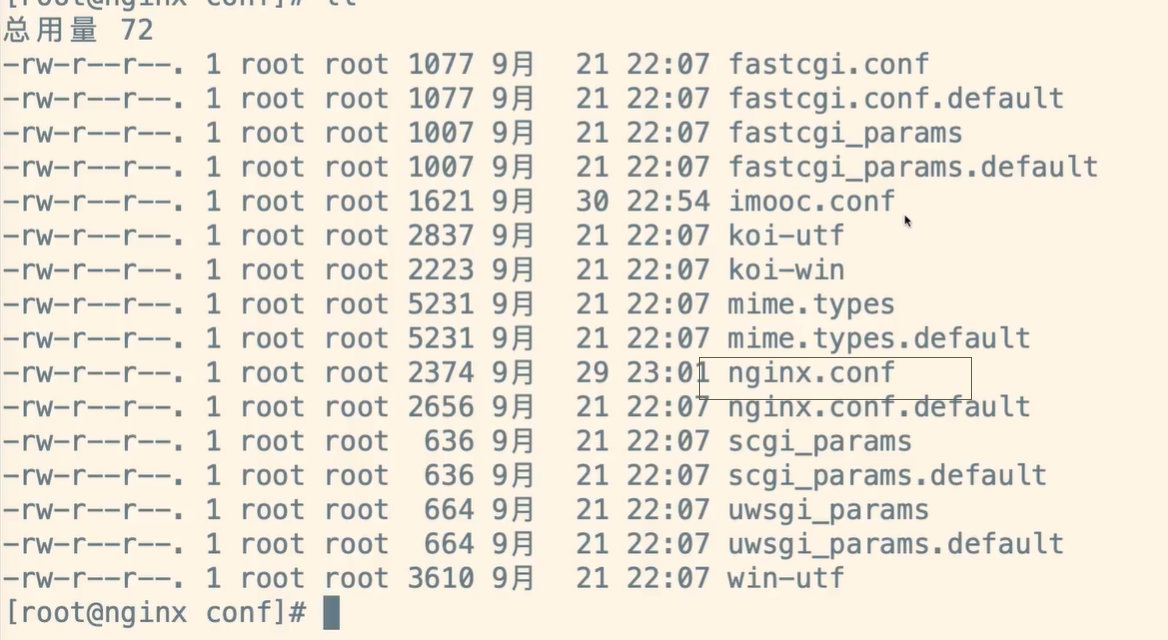 [root@nginx conf]# ll
总用量 72
-rw-r--r--. 1 root root 1077 9月  21 22:07 fastcgi.conf
-rw-r--r--. 1 root root 1077 9月  21 22:07 fastcgi.conf.default
-rw-r--r--. 1 root root 1007 9月  21 22:07 fastcgi_params
-rw-r--r--. 1 root root 1007 9月  21 22:07 fastcgi_params.default
-rw-r--r--. 1 root root 1621 9月  30 22:54 imooc.conf
-rw-r--r--. 1 root root 2837 9月  21 22:07 koi-utf
-rw-r--r--. 1 root root 2223 9月  21 22:07 koi-win
-rw-r--r--. 1 root root 5231 9月  21 22:07 mime.types
-rw-r--r--. 1 root root 5231 9月  21 22:07 mime.types.default
-rw-r--r--. 1 root root 2374 9月  29 23:01 nginx.conf
-rw-r--r--. 1 root root 2656 9月  21 22:07 nginx.conf.default
-rw-r--r--. 1 root root  636 9月  21 22:07 scgi_params
-rw-r--r--. 1 root root  636 9月  21 22:07 scgi_params.default
-rw-r--r--. 1 root root  664 9月  21 22:07 uwsgi_params
-rw-r--r--. 1 root root  664 9月  21 22:07 uwsgi_params.default
-rw-r--r--. 1 root root 3610 9月  21 22:07 win-utf
[root@nginx conf]#